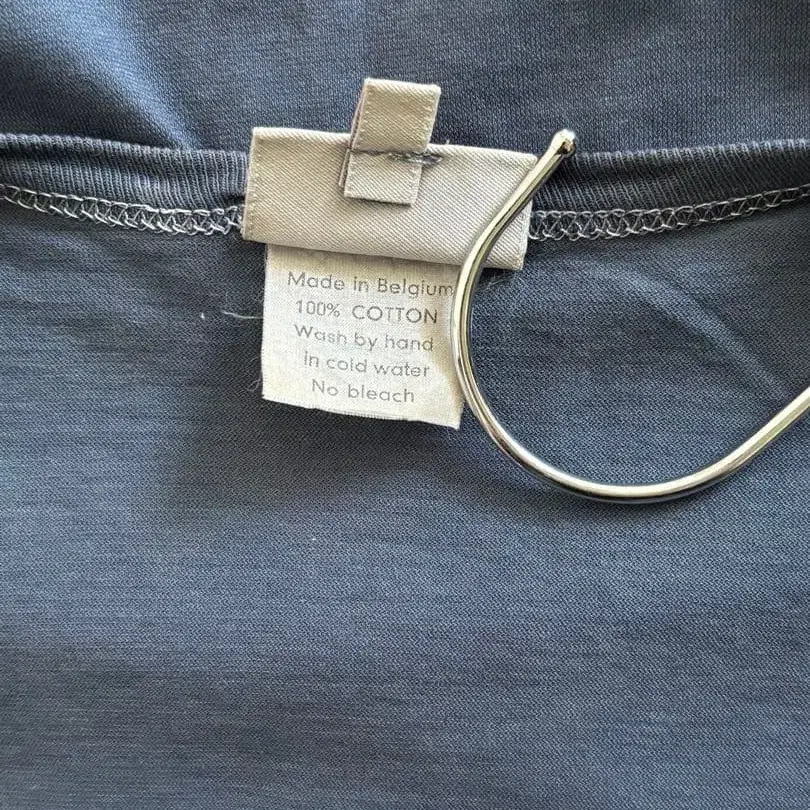 Made in Belgium
100% COTTON
Wash by hand
in cold water
No bleach